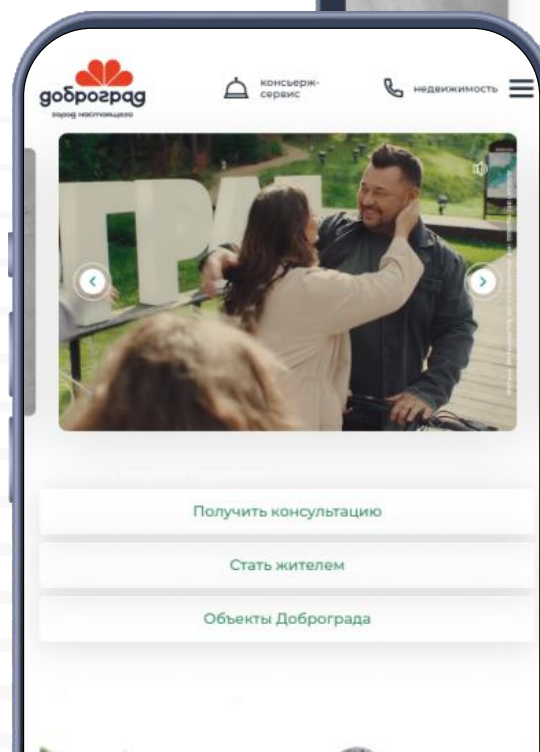 доброград
город настоящего
консьерж-
сервис
недвижимость
ГРАД
Получить консультацию
Стать жителем
Объекты Доброграда